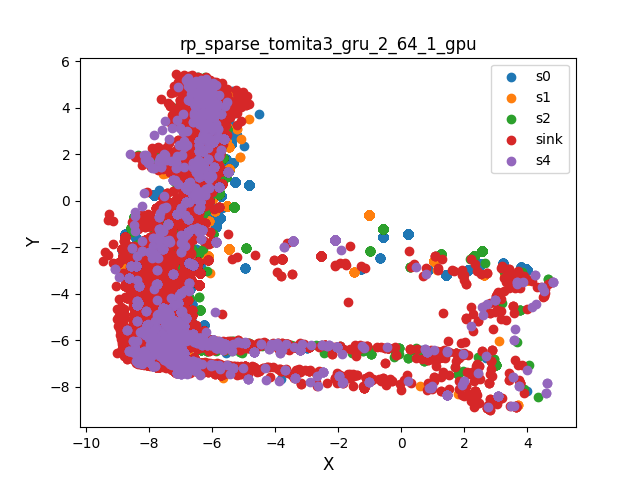 rp_sparse_tomita3_gru_2_64_1_gpu
s0
s1
s2
sink
s4
Y
6
4
2
0
−2
−4
−6
−8
−10 −8 −6 −4 −2 0 2 4
X